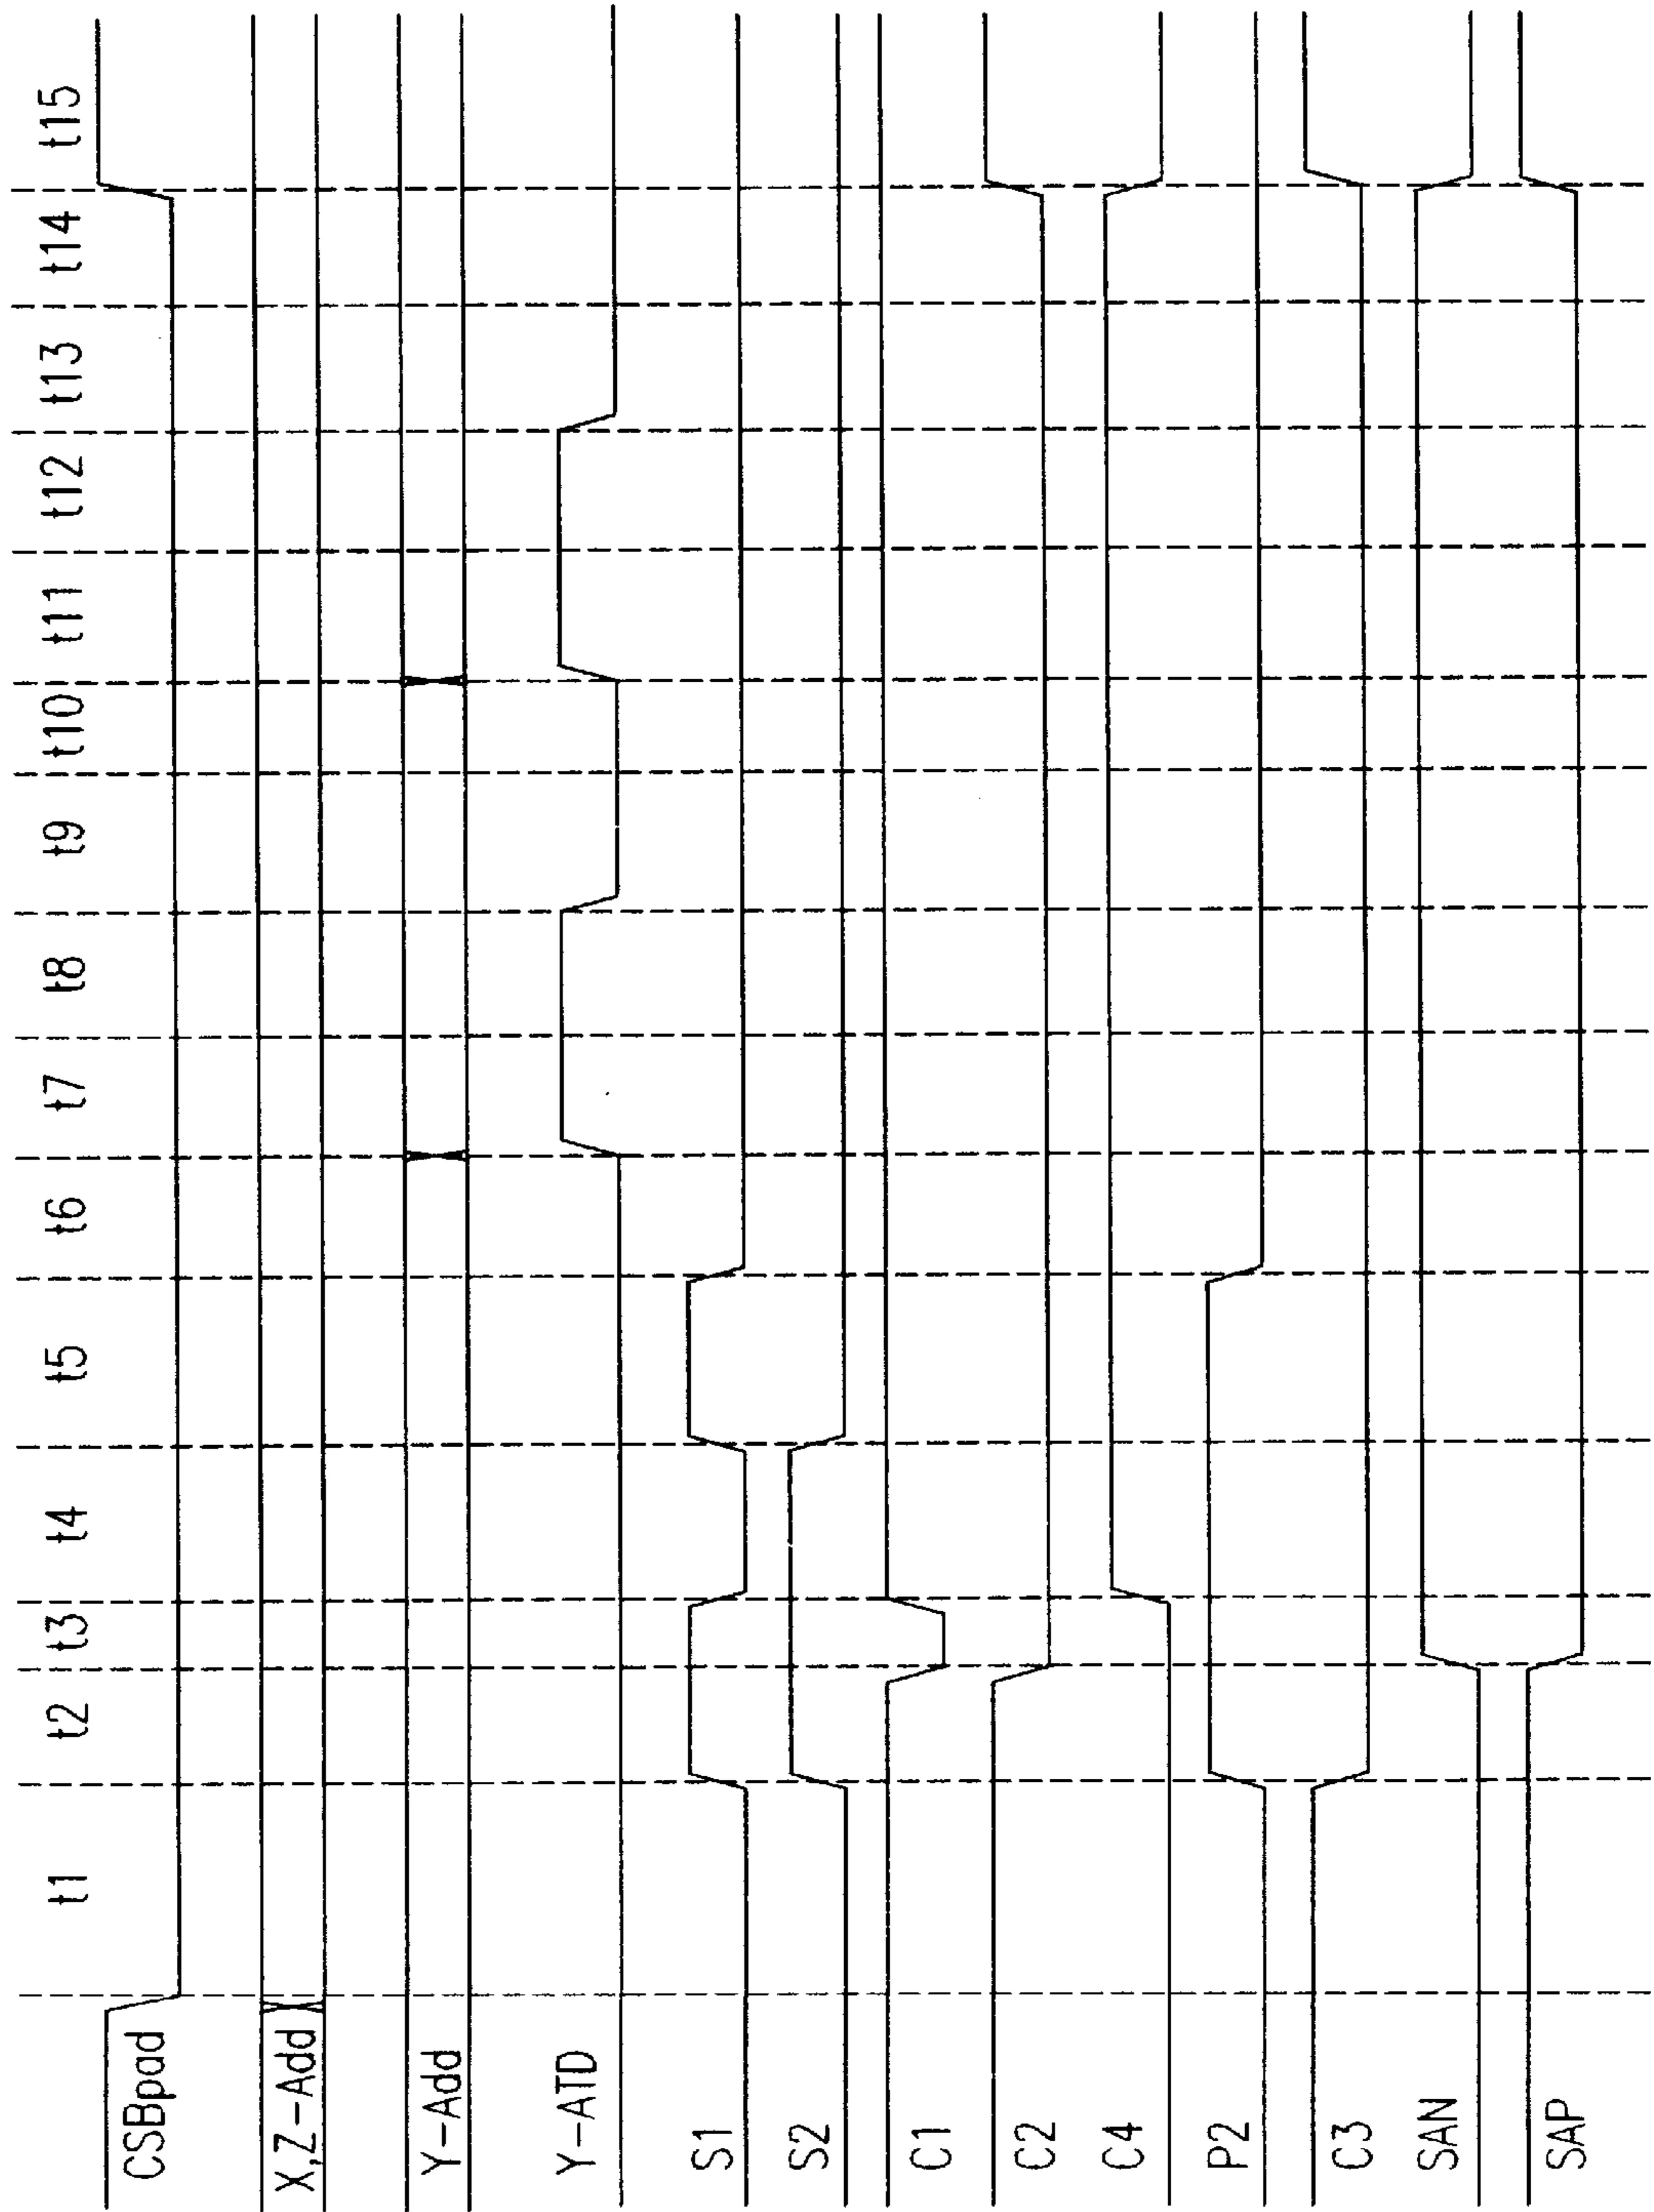 t1 t2 t3 t4 t5 t6 t7 t8 t9 t10 t11 t12 t13 t14 t15
CSBpad
X,Z-Add
Y-Add
Y-ATD
S1
S2
C1
C2
C4
P2
C3
SAN
SAP